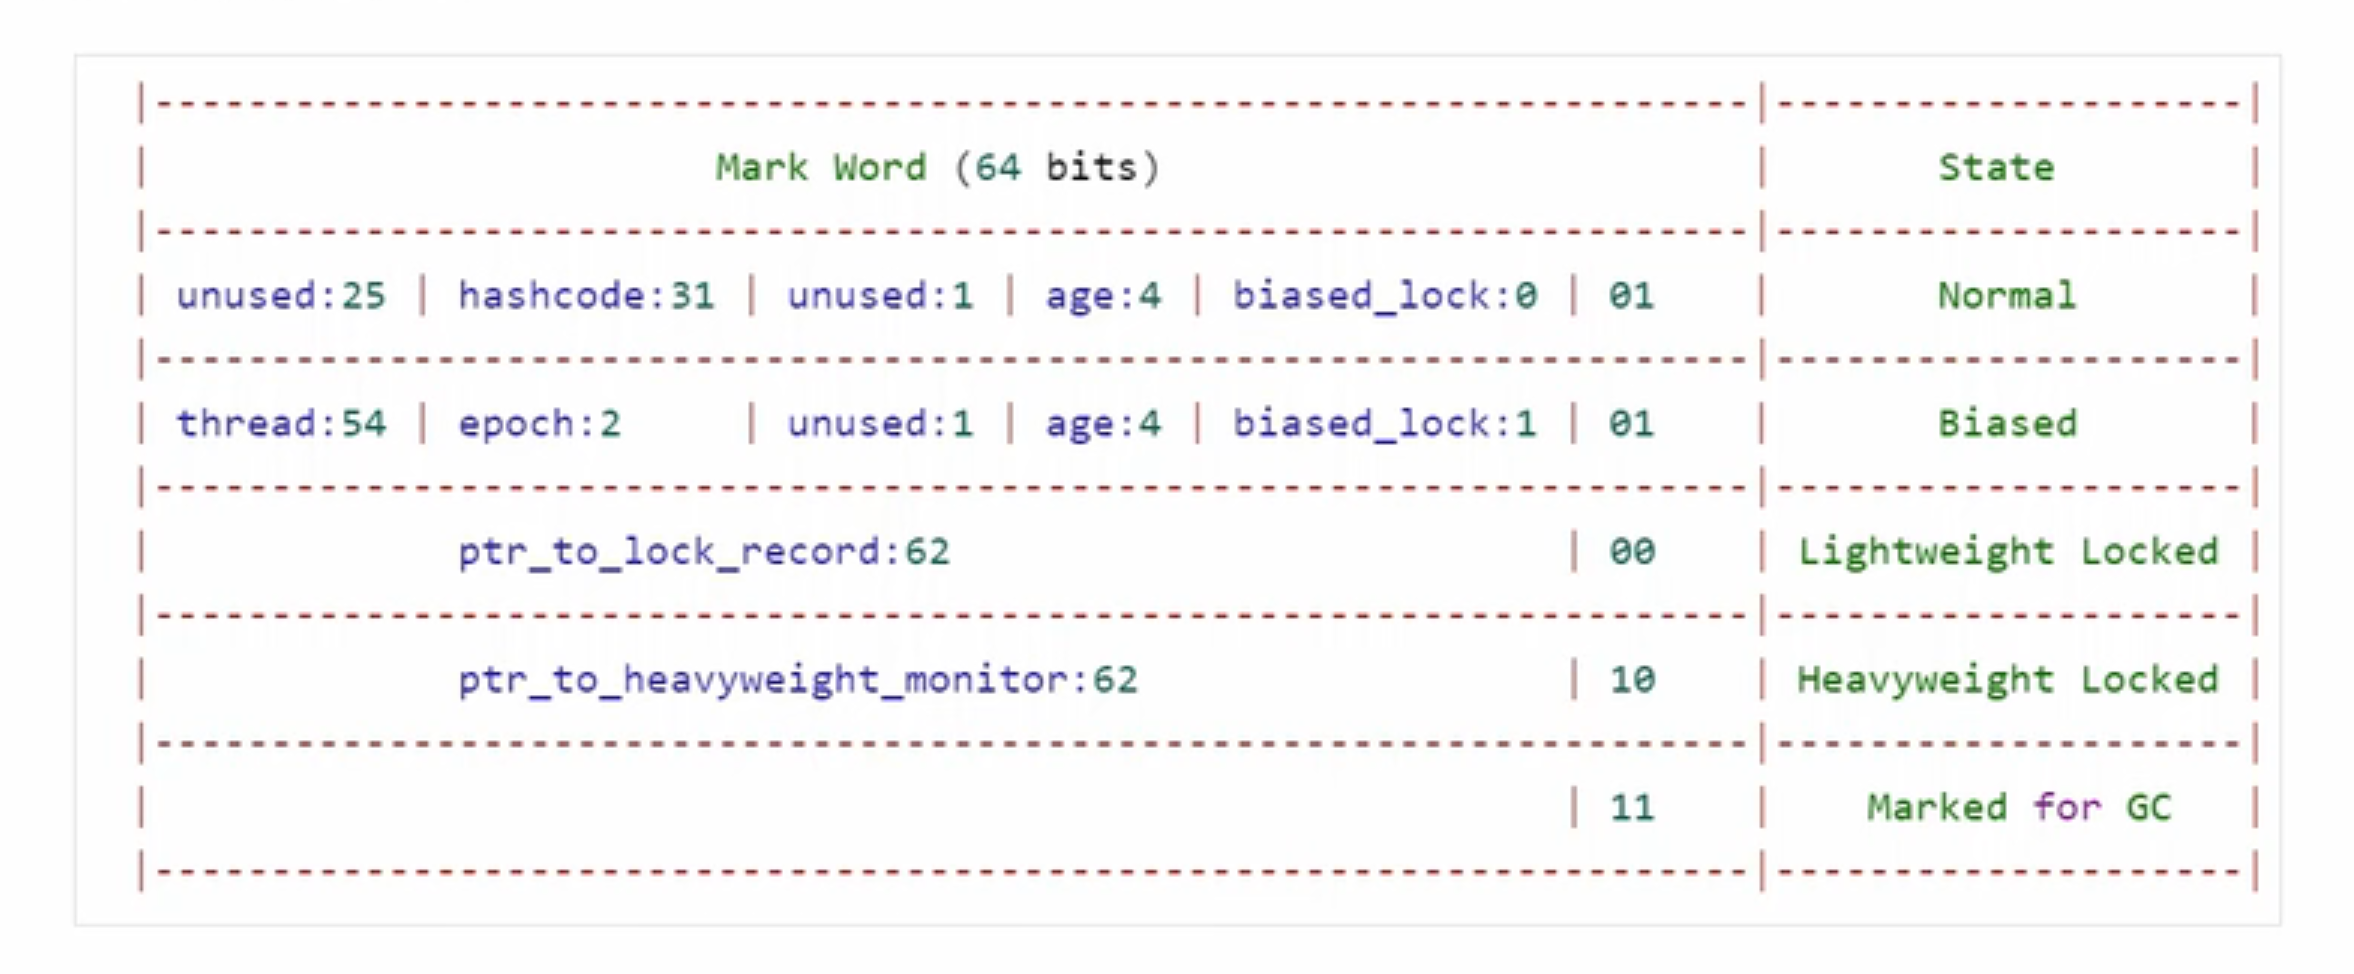 |--------------------------------------------------------------------|--------------------|
| Mark Word (64 bits) | State |
|--------------------------------------------------------------------|--------------------|
| unused:25 | hashcode:31 | unused:1 | age:4 | biased_lock:0 | 01 | Normal |
|--------------------------------------------------------------------|--------------------|
| thread:54 | epoch:2 | unused:1 | age:4 | biased_lock:1 | 01 | Biased |
|--------------------------------------------------------------------|--------------------|
| ptr_to_lock_record:62 | 00 | Lightweight Locked |
|--------------------------------------------------------------------|--------------------|
| ptr_to_heavyweight_monitor:62 | 10 | Heavyweight Locked |
|--------------------------------------------------------------------|--------------------|
| | 11 | Marked for GC |
|--------------------------------------------------------------------|--------------------|